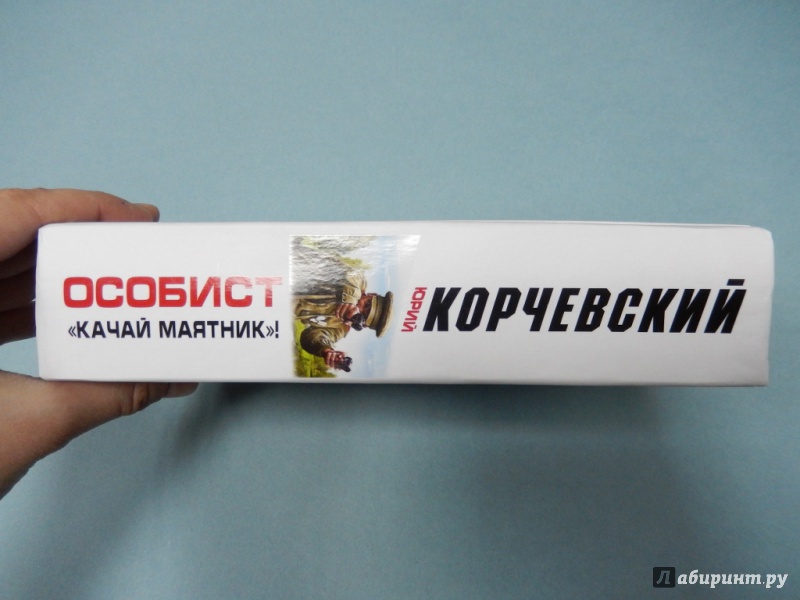 ОСОБИСТ
«КАЧАЙ МАЯТНИК»!
ЮРИЙ
КОРЧЕВСКИЙ
Лабиринт.ру